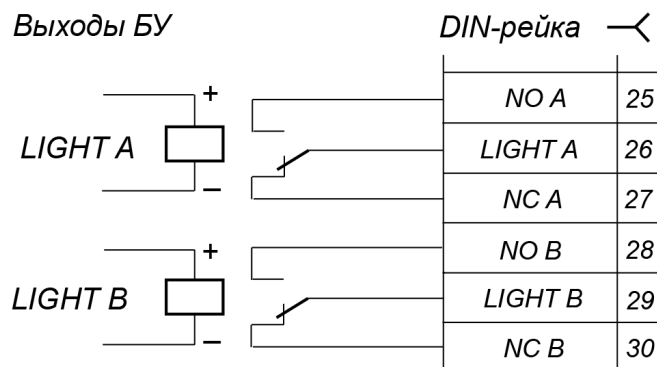 Выходы БУ
DIN-рейка
+
NO A
25
LIGHT A
LIGHT A
26
−
NC A
27
+
NO B
28
LIGHT B
LIGHT B
29
−
NC B
30